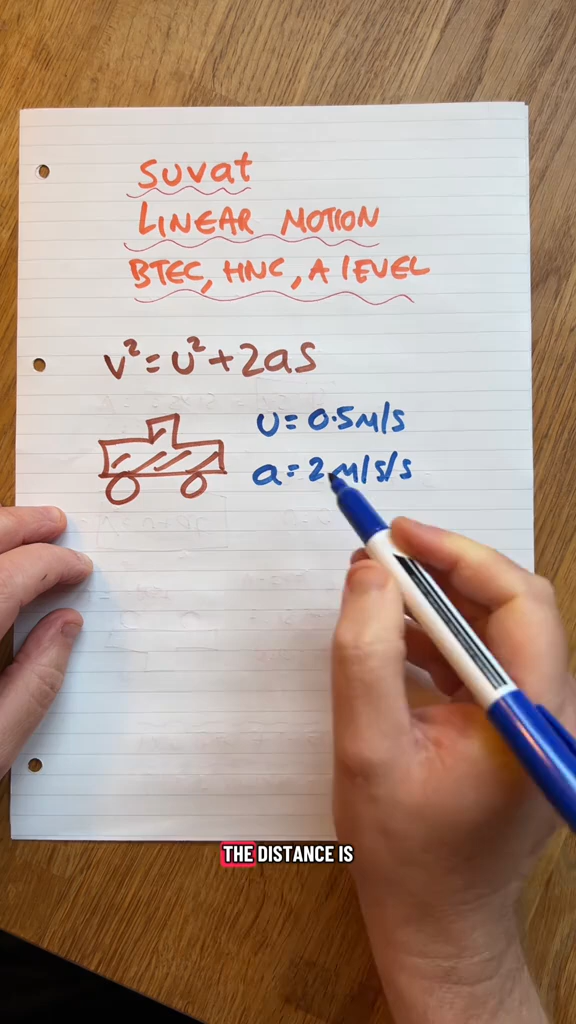 suvat
LINEAR MOTION
BTEC, HNC, A LEVEL
v² = u² + 2as
u = 0.5m/s
a = 2m/s/s
THE DISTANCE IS